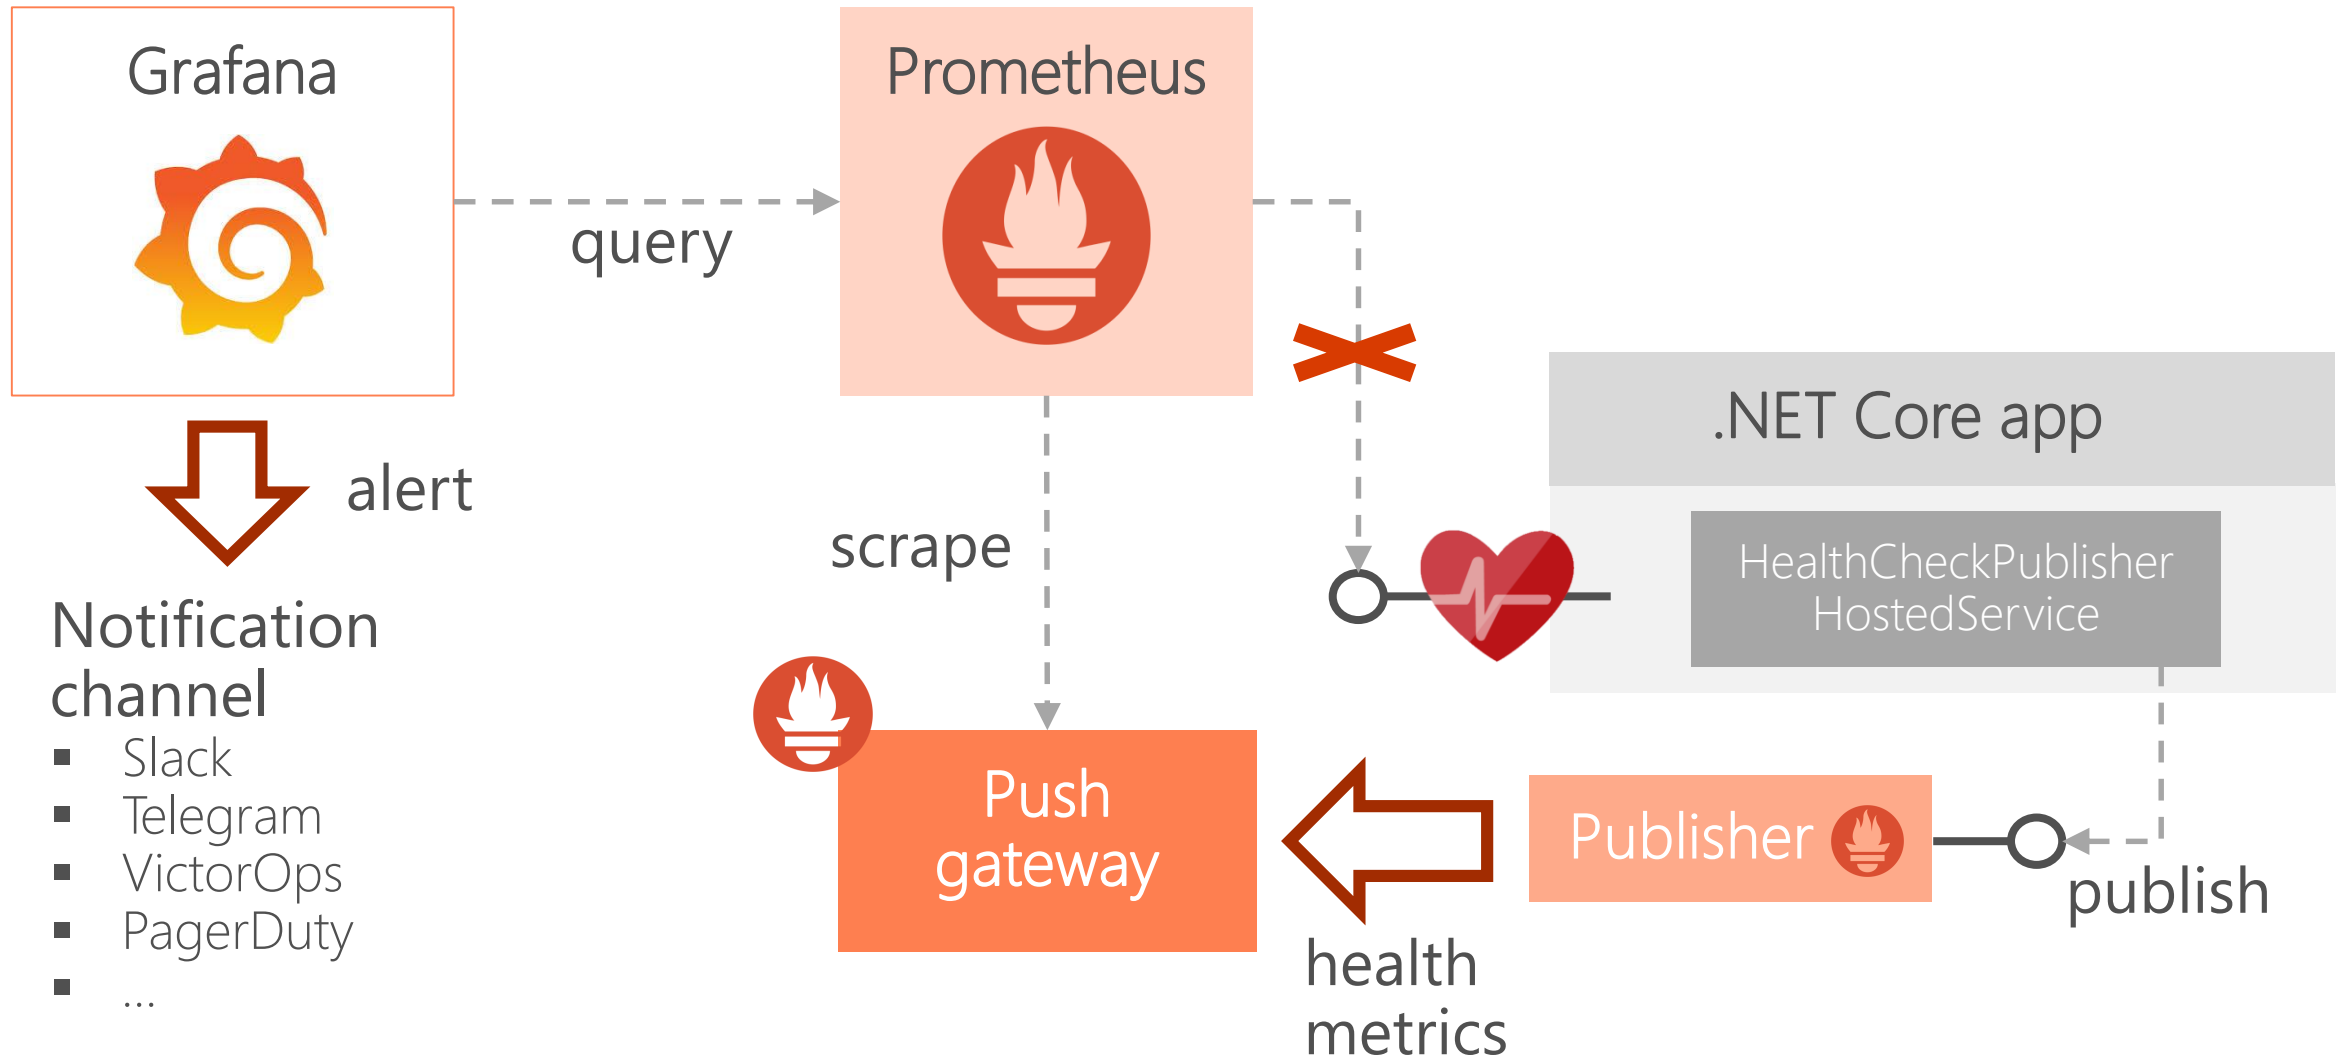 Grafana
Prometheus
query
.NET Core app
alert
scrape
HealthCheckPublisher
HostedService
Notification
channel
▪ Slack
▪ Telegram
▪ VictorOps
▪ PagerDuty
▪ ...
Push
gateway
Publisher
publish
health
metrics